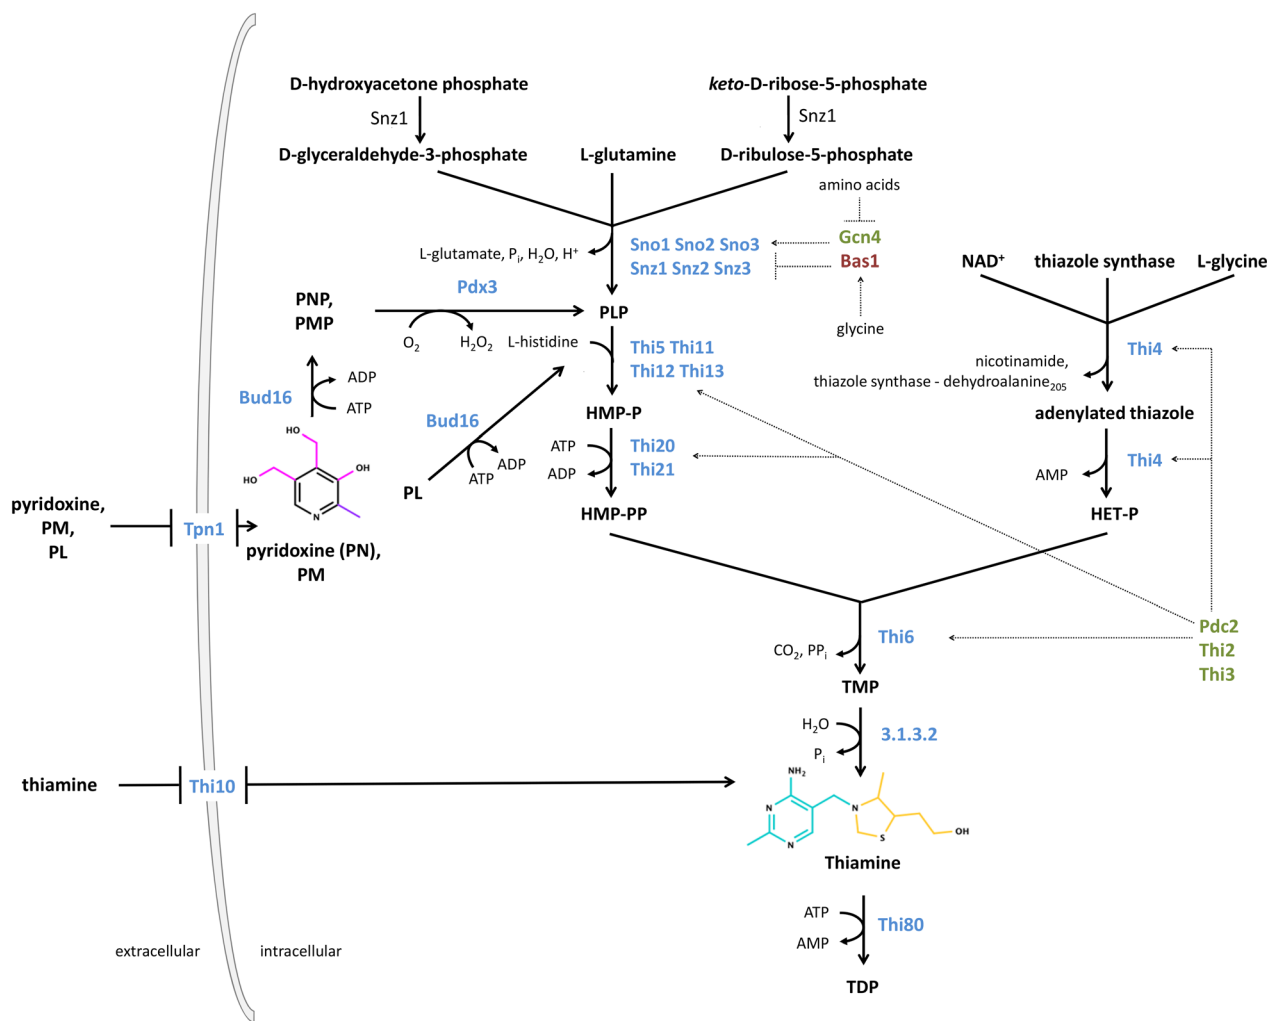 D-hydroxyacetone phosphate
keto-D-ribose-5-phosphate
Snz1
Snz1
D-glyceraldehyde-3-phosphate
L-glutamine
D-ribulose-5-phosphate
amino acids
L-glutamate, Pi, H2O, H+
Sno1 Sno2 Sno3
Snz1 Snz2 Snz3
Gcn4
Bas1
glycine
NAD+
thiazole synthase
L-glycine
Pdx3
PNP,
PMP
O2
H2O2
PLP
L-histidine
Thi5 Thi11
Thi12 Thi13
nicotinamide,
thiazole synthase - dehydroalanine205
Thi4
Bud16
ADP
ATP
Bud16
ADP
ATP
PL
HMP-P
adenylated thiazole
ATP
ADP
Thi20
Thi21
AMP
Thi4
HMP-PP
HET-P
HO
HO
OH
N
pyridoxine,
PM,
PL
Tpn1
pyridoxine (PN),
PM
Pdc2
Thi2
Thi3
CO2, PPi
Thi6
TMP
H2O
Pi
3.1.3.2
thiamine
Thi10
NH2
N
N
N
S
OH
Thiamine
ATP
AMP
Thi80
TDP
extracellular
intracellular